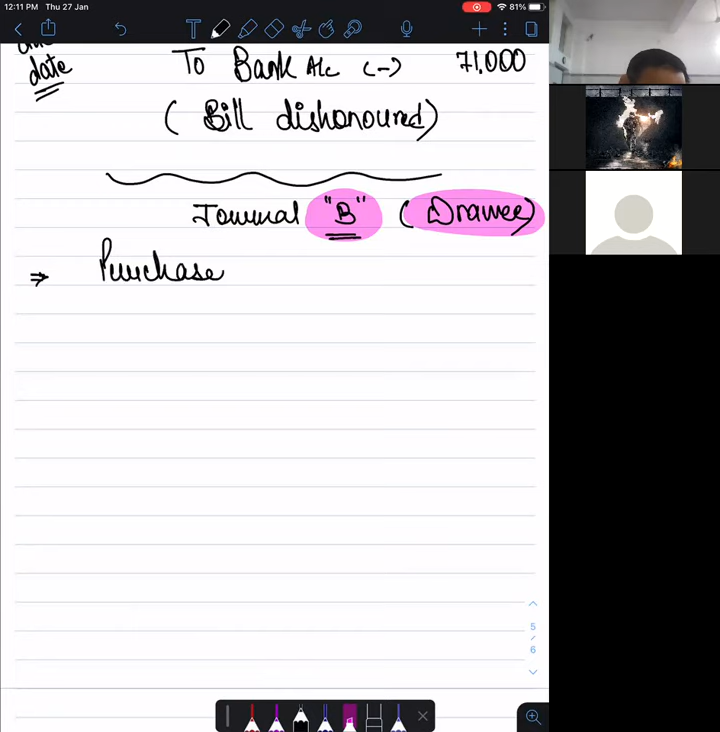 12:11 PM Thu 27 Jan
81%
date
To Bank A/c (-) 71,000
( Bill dishonoured)
Journal "B" (Drawee)
⇒ Purchase
5
/
6